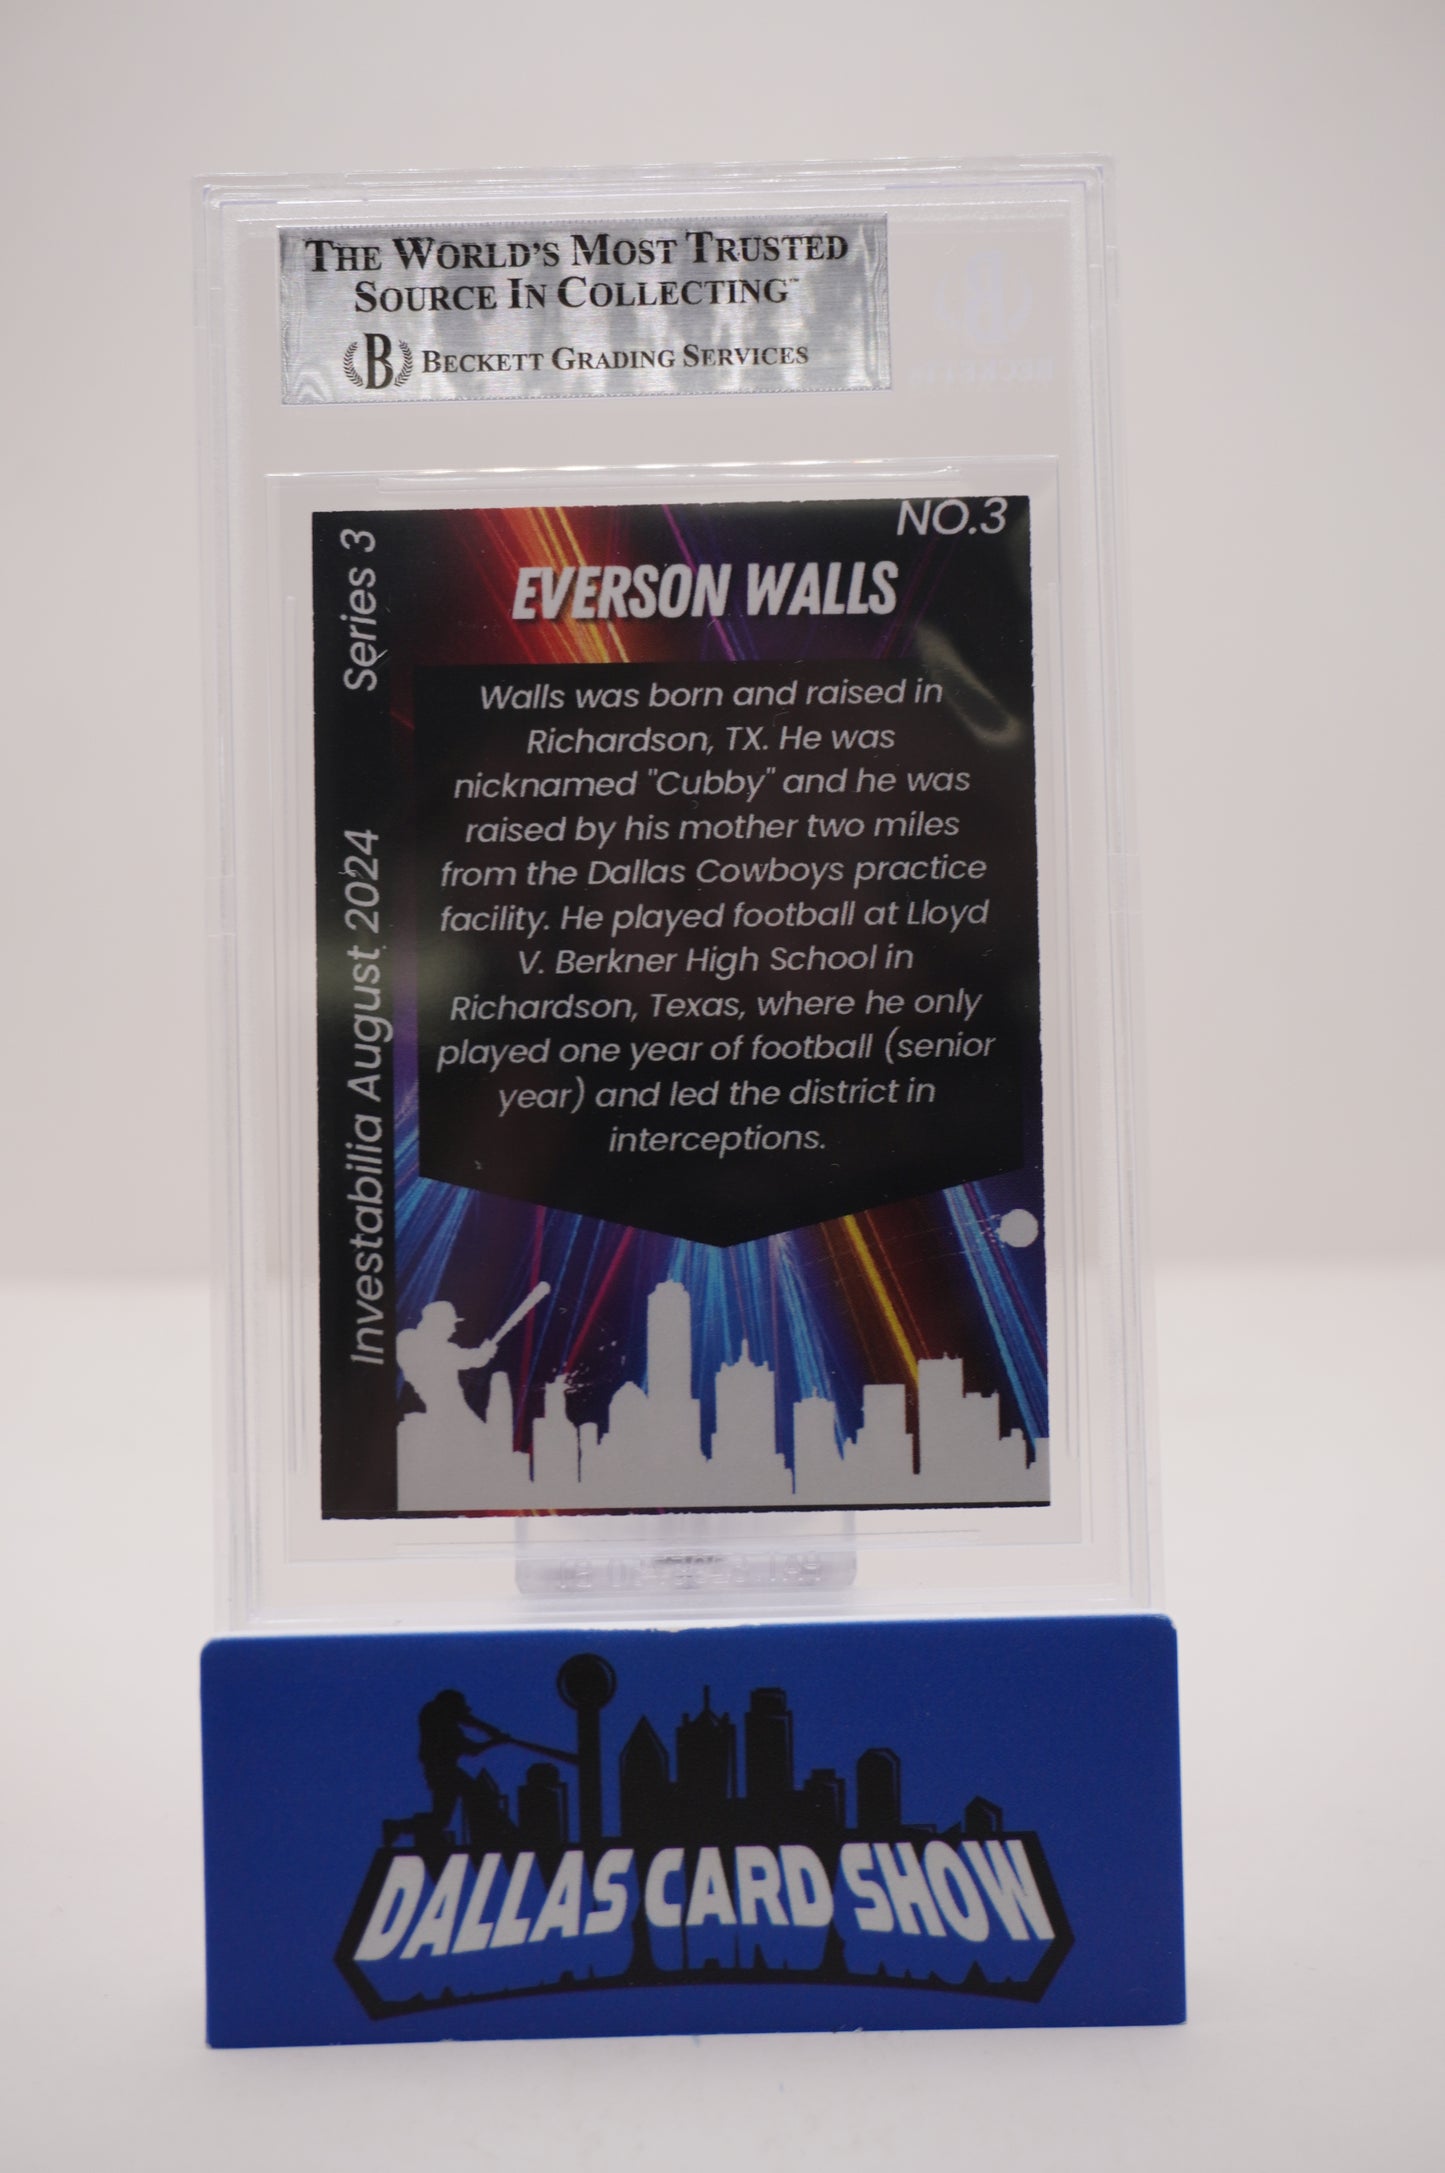 THE WORLD'S MOST TRUSTED
SOURCE IN COLLECTING™
B BECKETT GRADING SERVICES
NO.3
Series 3
EVERSON WALLS
Walls was born and raised in
Richardson, TX. He was
nicknamed "Cubby" and he was
raised by his mother two miles
from the Dallas Cowboys practice
facility. He played football at Lloyd
V. Berkner High School in
Richardson, Texas, where he only
played one year of football (senior
year) and led the district in
interceptions.
Investabilia August 2024
DALLAS CARD SHOW